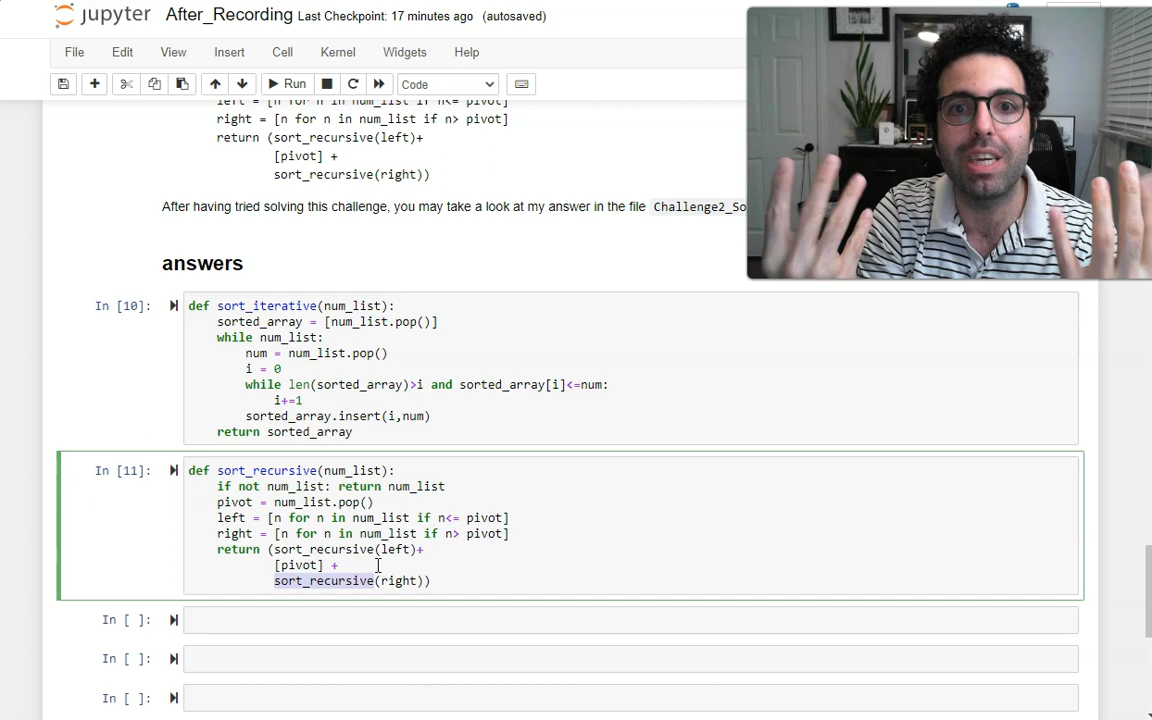 jupyter After_Recording Last Checkpoint: 17 minutes ago (autosaved)
File Edit View Insert Cell Kernel Widgets Help
Run Code
left = [n for n in num_list if n<= pivot]
right = [n for n in num_list if n> pivot]
return (sort_recursive(left)+
[pivot] +
sort_recursive(right))
After having tried solving this challenge, you may take a look at my answer in the file
answers
In [10]: def sort_iterative(num_list):
sorted_array = [num_list.pop()]
while num_list:
num = num_list.pop()
i = 0
while len(sorted_array)>i and sorted_array[i]<=num:
i+=1
sorted_array.insert(i,num)
return sorted_array
In [11]: def sort_recursive(num_list):
if not num_list: return num_list
pivot = num_list.pop()
left = [n for n in num_list if n<= pivot]
right = [n for n in num_list if n> pivot]
return (sort_recursive(left)+
[pivot] +
sort_recursive(right))
In [ ]:
In [ ]:
In [ ]: